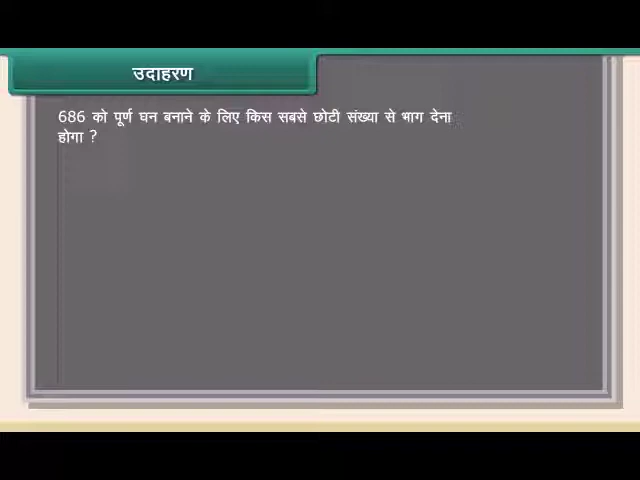 उदाहरण
686 को पूर्ण घन बनाने के लिए किस सबसे छोटी संख्या से भाग देना
होगा ?